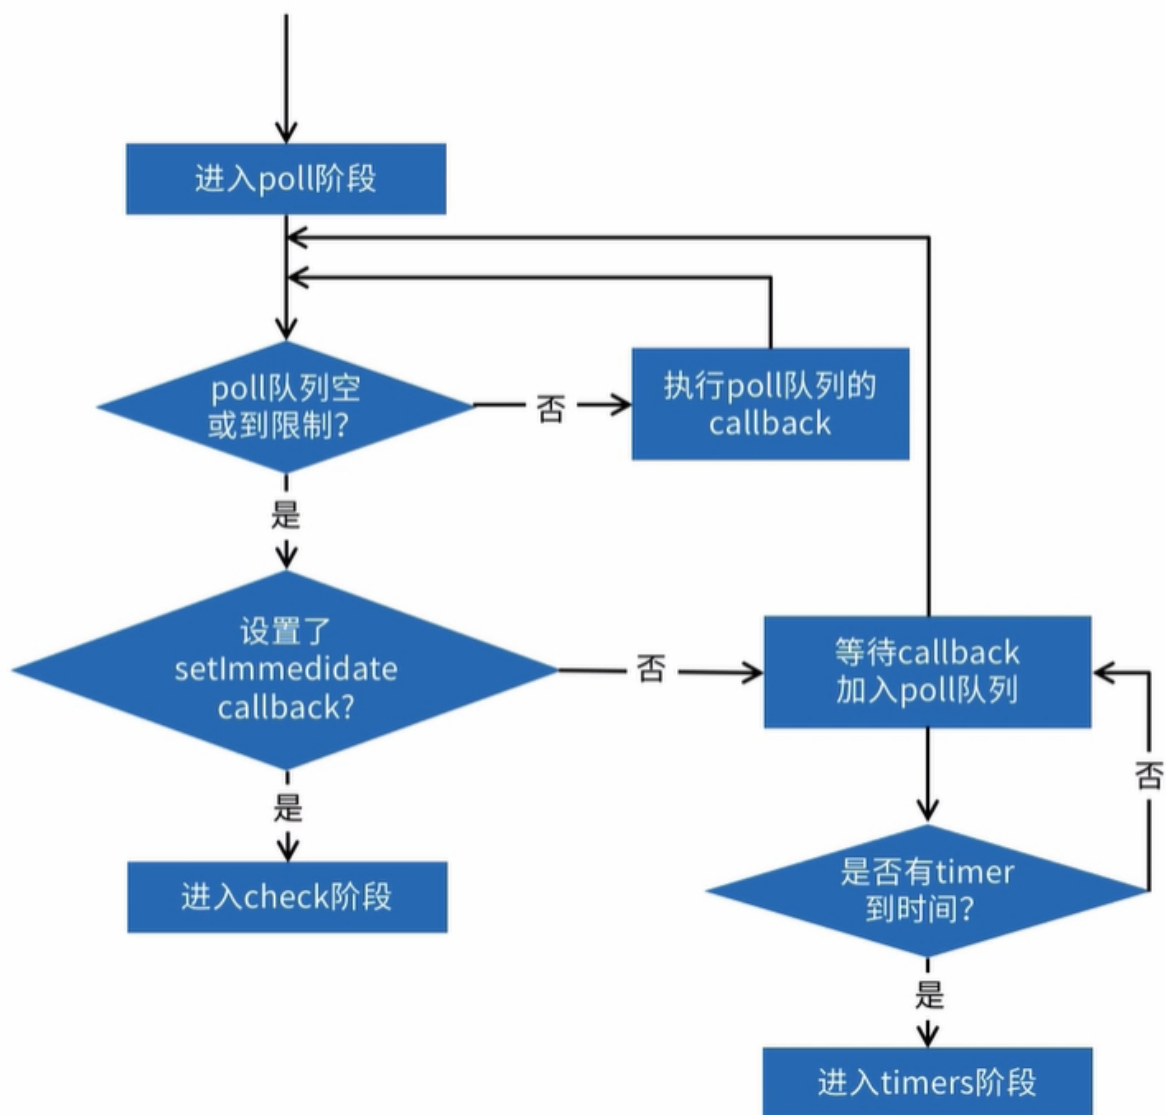 进入poll阶段
poll队列空
或到限制？
否
执行poll队列的
callback
是
设置了
setImmedidate
callback?
否
等待callback
加入poll队列
否
是
进入check阶段
是否有timer
到时间？
是
进入timers阶段